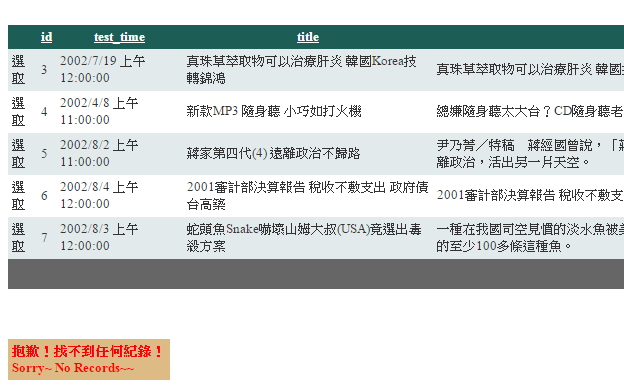 id test_time title
選取 3 2002/7/19 上午 12:00:00 真珠草萃取物可以治療肝炎 韓國Korea技轉錦鴻 真珠草萃取物可以治療肝炎 韓國
選取 4 2002/4/8 上午 11:00:00 新款MP3 隨身聽 小巧如打火機 總嫌隨身聽太大台？CD隨身聽老
選取 5 2002/8/2 上午 11:00:00 蔣家第四代(4) 遠離政治不歸路 尹乃菁／特稿 蔣經國曾說，「蔣 離政治，活出另一片天空。
選取 6 2002/8/4 上午 12:00:00 2001審計部決算報告 稅收不敷支出 政府債台高築 2001審計部決算報告 稅收不敷支
選取 7 2002/8/3 上午 12:00:00 蛇頭魚Snake嚇壞山姆大叔(USA)竟選出毒殺方案 一種在我國司空見慣的淡水魚被美 的至少100多條這種魚。
抱歉！找不到任何紀錄！
Sorry~ No Records~~